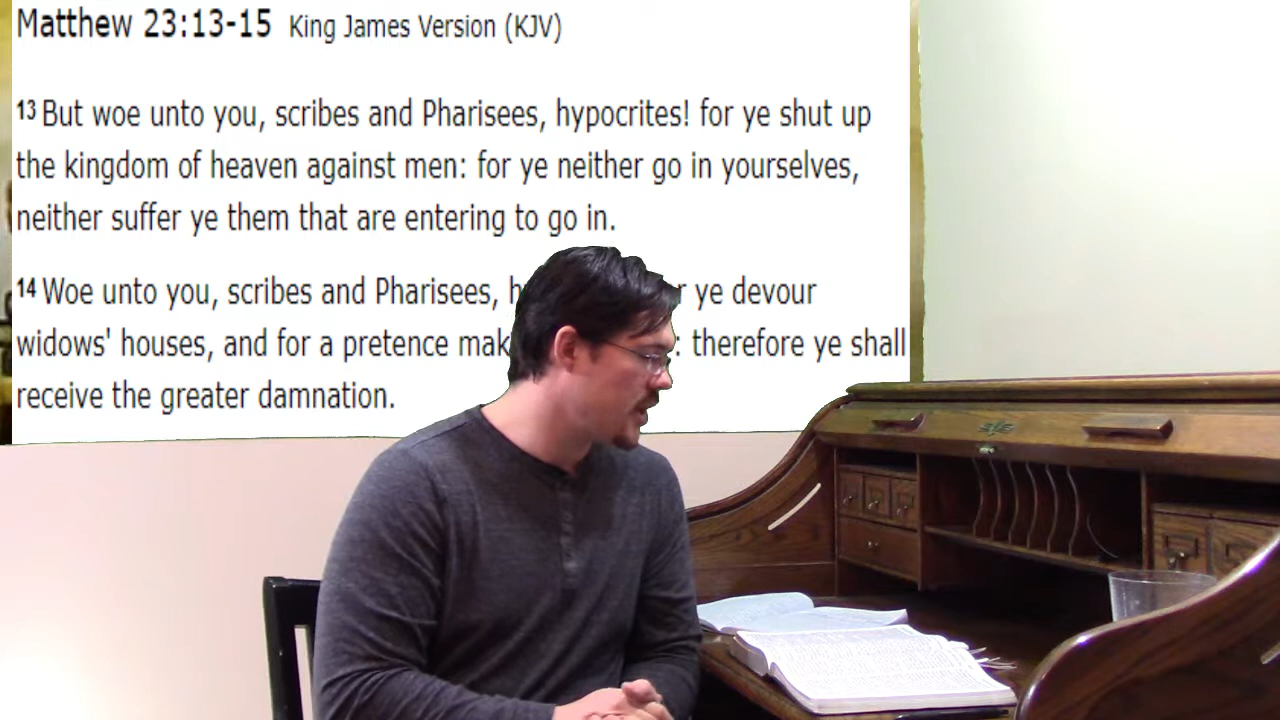 Matthew 23:13-15 King James Version (KJV)
13 But woe unto you, scribes and Pharisees, hypocrites! for ye shut up
the kingdom of heaven against men: for ye neither go in yourselves,
neither suffer ye them that are entering to go in.
14 Woe unto you, scribes and Pharisees, ye devour
widows' houses, and for a pretence : therefore ye shall
receive the greater damnation.